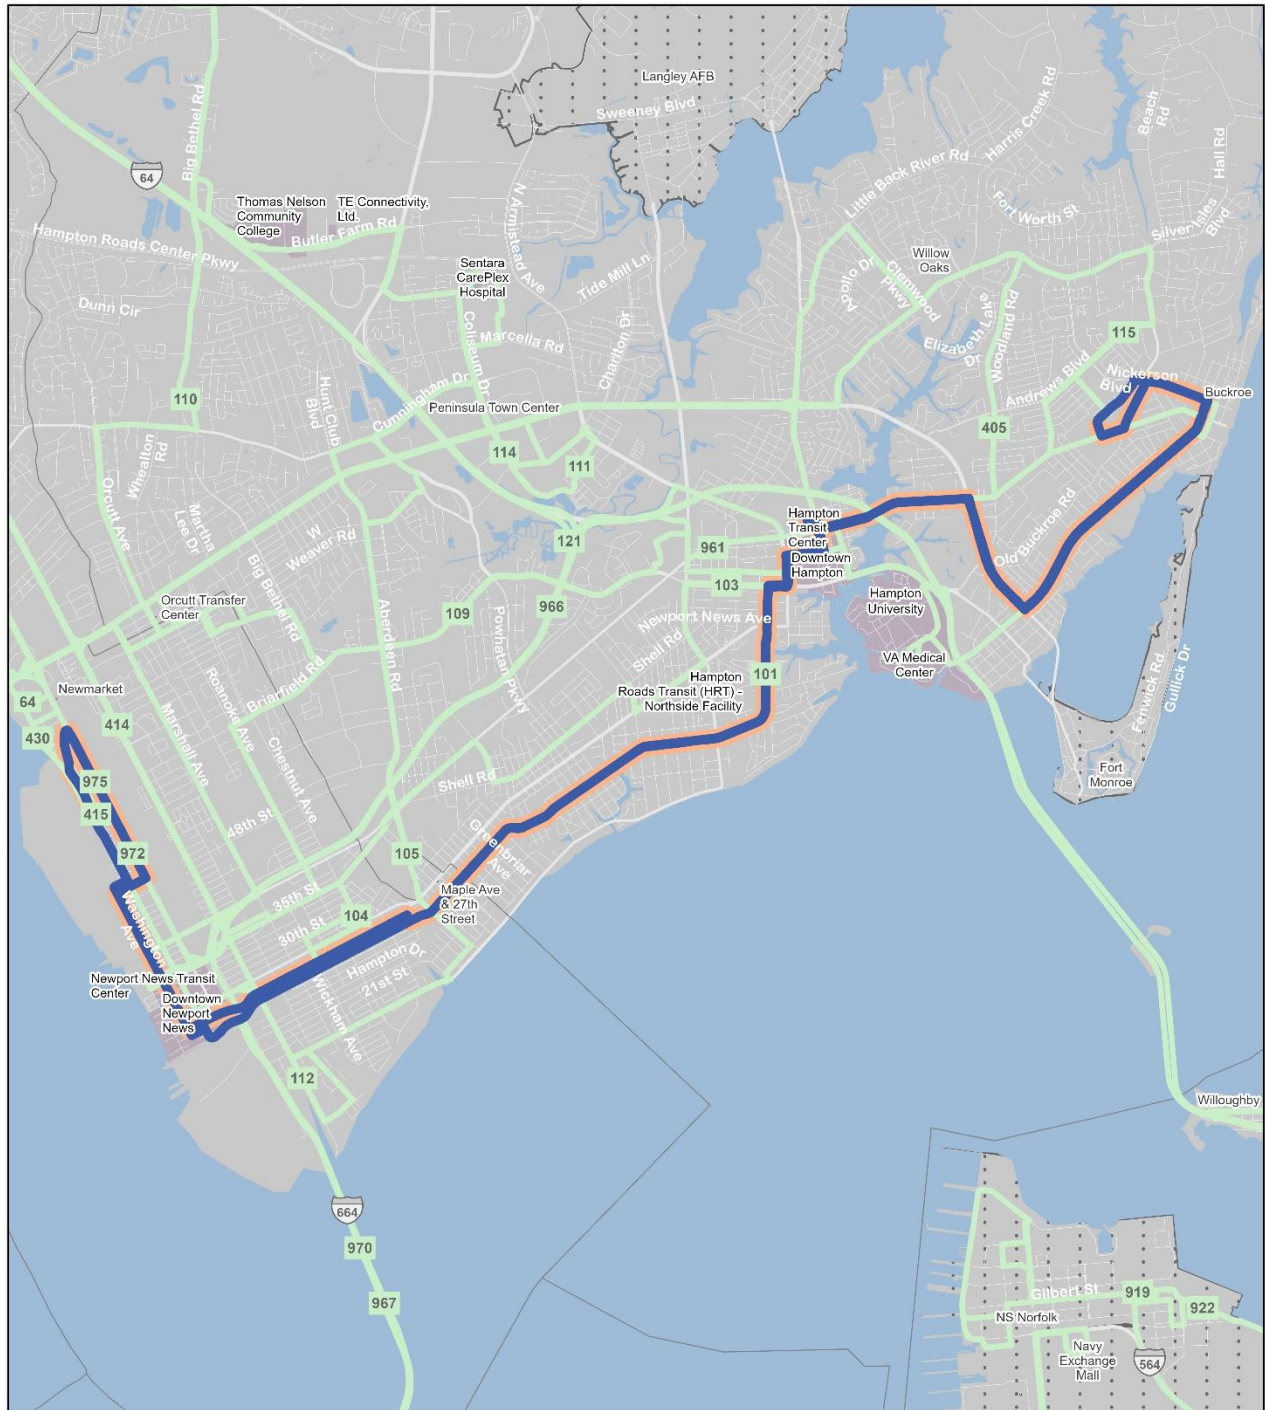 Langley AFB
Sweeney Blvd
Harris Creek Rd
Beach
Rd
Hall Rd
Big Bethel Rd
64
Little Back River Rd
Thomas Nelson
Community
College
TE Connectivity,
Ltd.
Butler Farm Rd
N Armistead Ave
Fort Worth St
Silver Isles
Blvd
Hampton Roads Center Pkwy
Willow
Oaks
Sentara
CarePlex
Hospital
Tide Mill Ln
Apollo Dr
Clemwood
Pkwy
Dunn Cir
Coliseum Dr
Marcella Rd
Charlton Dr
Elizabeth Lake
Dr
Woodland Rd
115
Andrews Blvd
Nickerson
Blvd
Buckroe
110
Hunt Club
Blvd
Cunningham Dr
Peninsula Town Center
405
Whealton
Rd
114
111
Orcutt Ave
Martha
Lee Dr
W
Weaver Rd
121
961
Hampton
Transit
Center
Downtown
Hampton
Old Buckroe Rd
Big Bethel Rd
Orcutt Transfer
Center
109
966
103
Hampton
University
Aberdeen Rd
Powhatan Pkwy
Newport News Ave
Shell Rd
VA Medical
Center
Briarfield Rd
Roanoke
Ave
Newmarket
64
414
430
Marshall Ave
Chestnut Ave
Hampton
Roads Transit (HRT) -
Northside Facility
101
Fenwick Rd
Gullick Dr
Fort
Monroe
975
415
Shell Rd
48th St
972
105
Greenbriar
Ave
Washington
Ave
35th St
30th St
104
Maple Ave
& 27th
Street
Hampton Dr
21st St
Wickham Ave
Newport News Transit
Center
Downtown
Newport
News
112
Willoughby
664
970
967
Gilbert St
919
922
NS Norfolk
Navy
Exchange
Mall
564